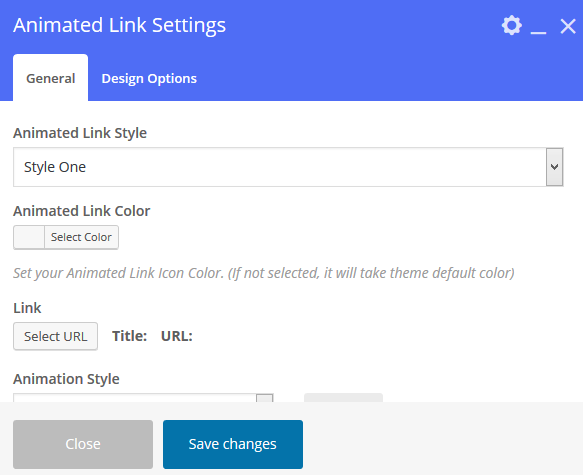 Animated Link Settings
General Design Options
Animated Link Style
Style One
Animated Link Color
Select Color
Set your Animated Link Icon Color. (If not selected, it will take theme default color)
Link
Select URL Title: URL:
Animation Style
Close Save changes